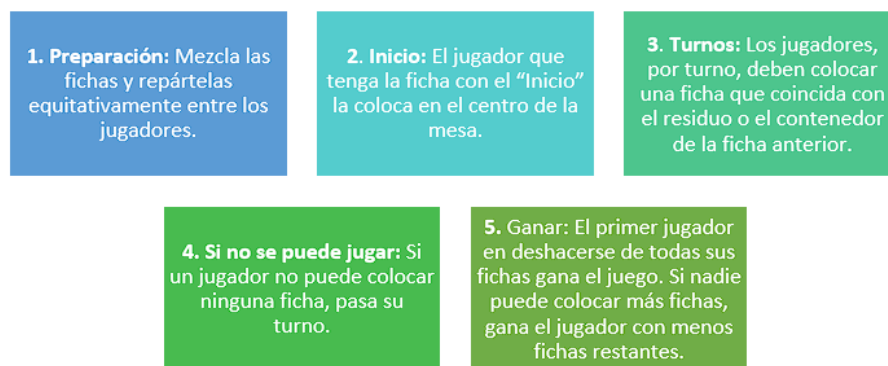 1. Preparación: Mezcla las
fichas y repártelas
equitativamente entre los
jugadores.
2. Inicio: El jugador que
tenga la ficha con el “Inicio”
la coloca en el centro de la
mesa.
3. Turnos: Los jugadores,
por turno, deben colocar
una ficha que coincida con
el residuo o el contenedor
de la ficha anterior.
4. Si no se puede jugar: Si
un jugador no puede colocar
ninguna ficha, pasa su
turno.
5. Ganar: El primer jugador
en deshacerse de todas sus
fichas gana el juego. Si nadie
puede colocar más fichas,
gana el jugador con menos
fichas restantes.